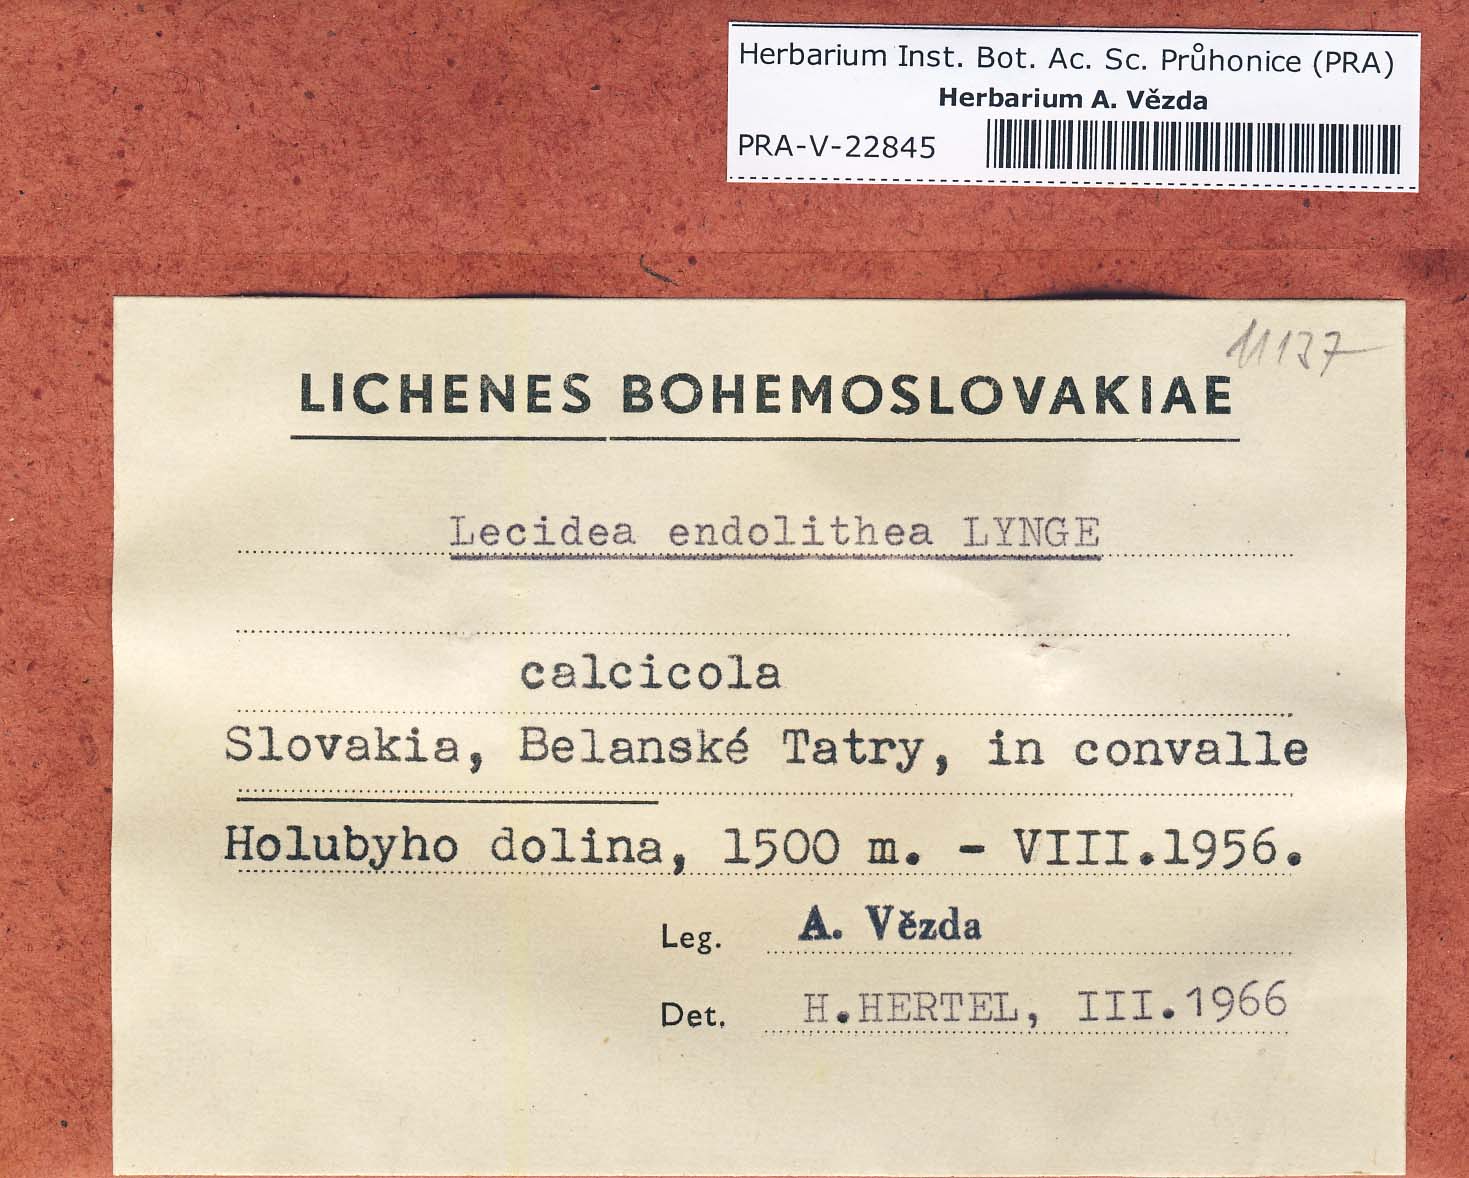 Herbarium Inst. Bot. Ac. Sc. Průhonice (PRA)
Herbarium A. Vězda
PRA-V-22845
11137
LICHENES BOHEMOSLOVAKIAE
Lecidea endolithea LYNGE
calcicola
Slovakia, Belanské Tatry, in convalle
Holubyho dolina, 1500 m. - VIII.1956.
Leg. A. Vězda
Det. H.HERTEL, III.1966